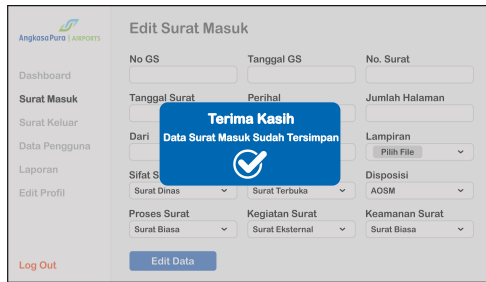 AngkasaPura | AIRPORTS
Dashboard
Surat Masuk
Surat Keluar
Data Pengguna
Laporan
Edit Profil
Log Out
Edit Surat Masuk
No GS
Tanggal GS
No. Surat
Tanggal Surat
Perihal
Jumlah Halaman
Dari
Lampiran
Pilih File
Sifat S
Disposisi
Surat Dinas
Surat Terbuka
AOSM
Proses Surat
Kegiatan Surat
Keamanan Surat
Surat Biasa
Surat Eksternal
Surat Biasa
Edit Data
Terima Kasih
Data Surat Masuk Sudah Tersimpan